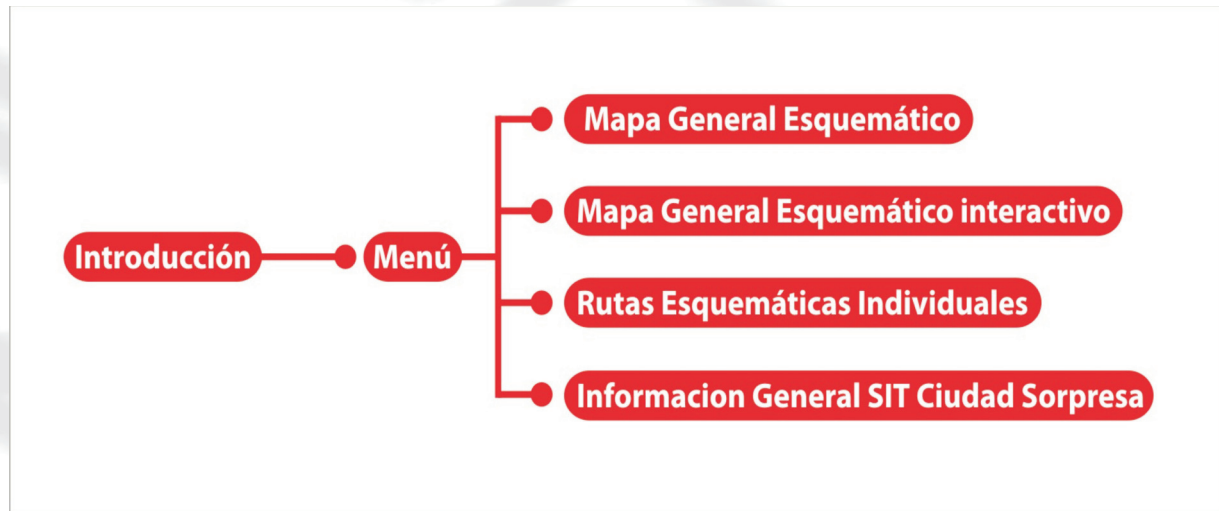 Introducción
Menú
Mapa General Esquemático
Mapa General Esquemático interactivo
Rutas Esquemáticas Individuales
Informacion General SIT Ciudad Sorpresa